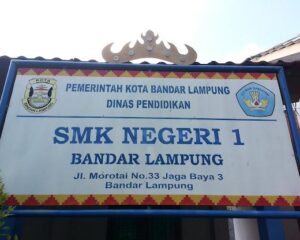 PEMERINTAH KOTA BANDAR LAMPUNG
DINAS PENDIDIKAN
SMK NEGERI 1
BANDAR LAMPUNG
Jl. Morotai No.33 Jaga Baya 3
Bandar Lampung
KOTA